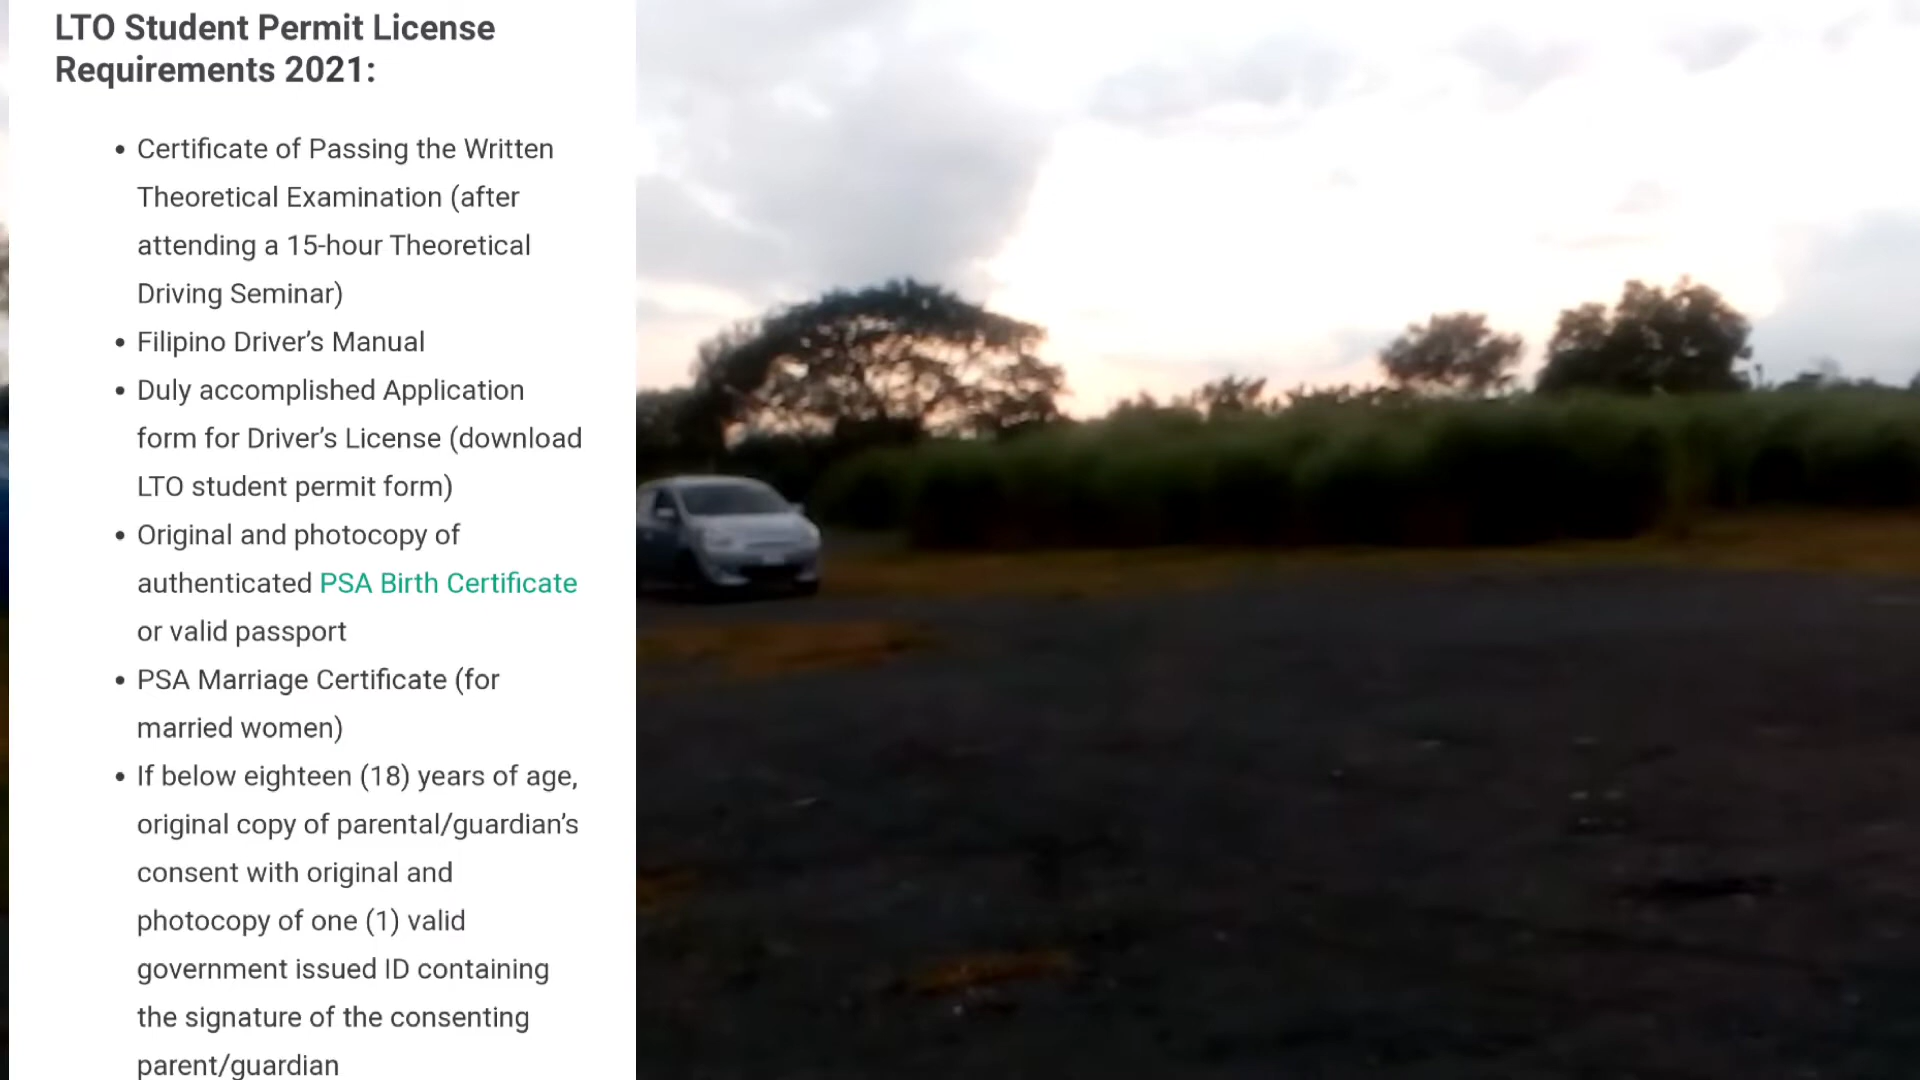 LTO Student Permit License
Requirements 2021:
• Certificate of Passing the Written
Theoretical Examination (after
attending a 15-hour Theoretical
Driving Seminar)
• Filipino Driver’s Manual
• Duly accomplished Application
form for Driver’s License (download
LTO student permit form)
• Original and photocopy of
authenticated PSA Birth Certificate
or valid passport
• PSA Marriage Certificate (for
married women)
• If below eighteen (18) years of age,
original copy of parental/guardian’s
consent with original and
photocopy of one (1) valid
government issued ID containing
the signature of the consenting
parent/guardian